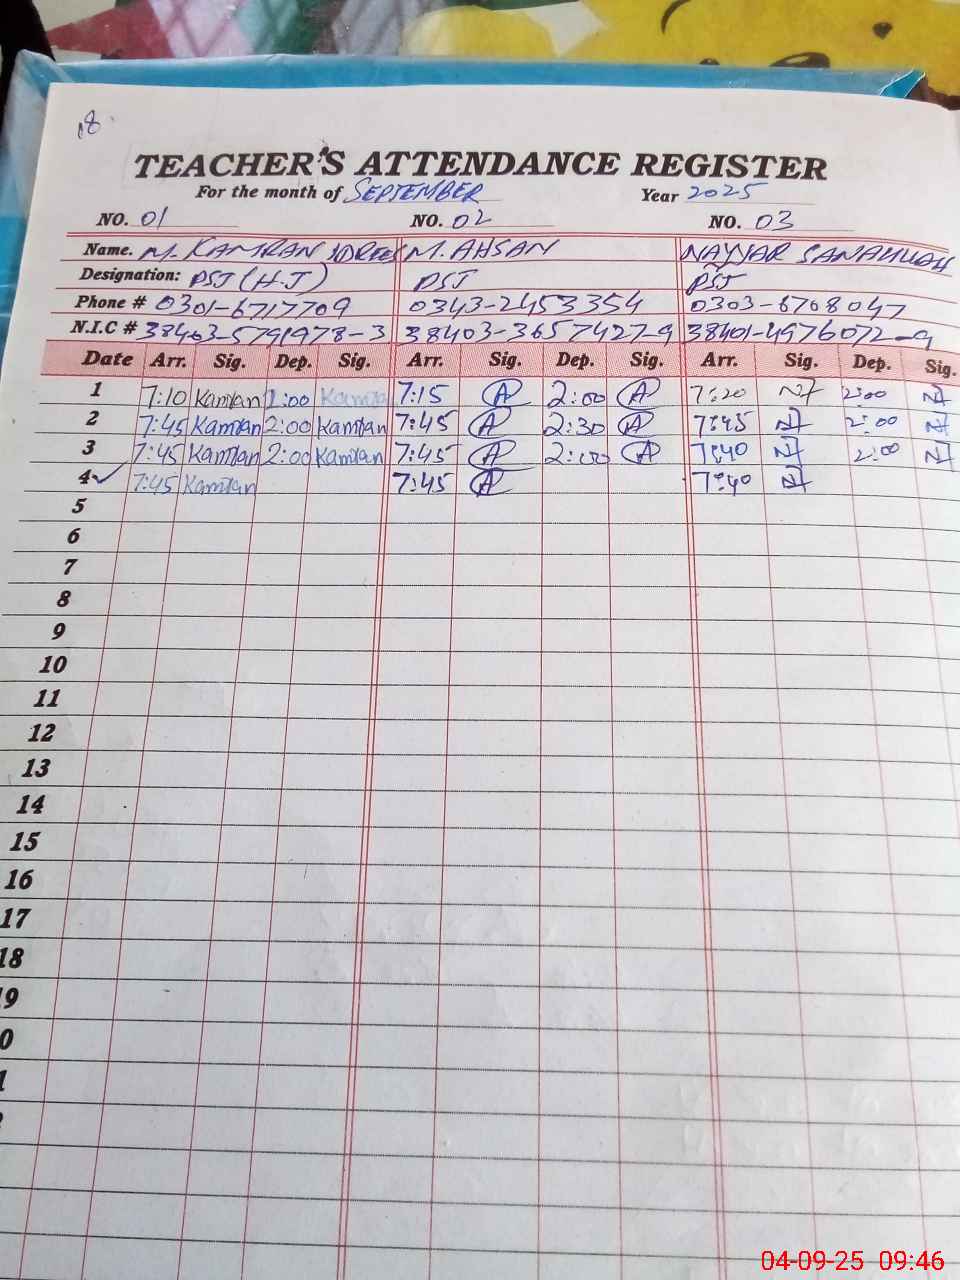 18
TEACHER'S ATTENDANCE REGISTER
For the month of SEPTEMBER Year 2025
NO. 01 NO. 02 NO. 03
Name. M. KAMRAN IDREES M. AHSAN NAYYAR SANAULLAH
Designation: PST (H.T) PST PST
Phone # 0301-6717709 0343-2453354 0303-6708047
N.I.C # 38403-5791978-3 38403-3657427-9 38401-4976072-9
Date Arr. Sig. Dep. Sig. Arr. Sig. Dep. Sig. Arr. Sig. Dep. Sig.
1 7:10 Kamran 2:00 Kamran 7:15 A 2:00 A 7:20 2:00
2 7:45 Kamran 2:00 Kamran 7:45 A 2:30 A 7:45 2:00
3 7:45 Kamran 2:00 Kamran 7:45 A 2:00 A 7:40 2:00
4 7:45 Kamran 7:45 A 7:40
5
6
7
8
9
10
11
12
13
14
15
16
17
18
9
0
1
04-09-25 09:46